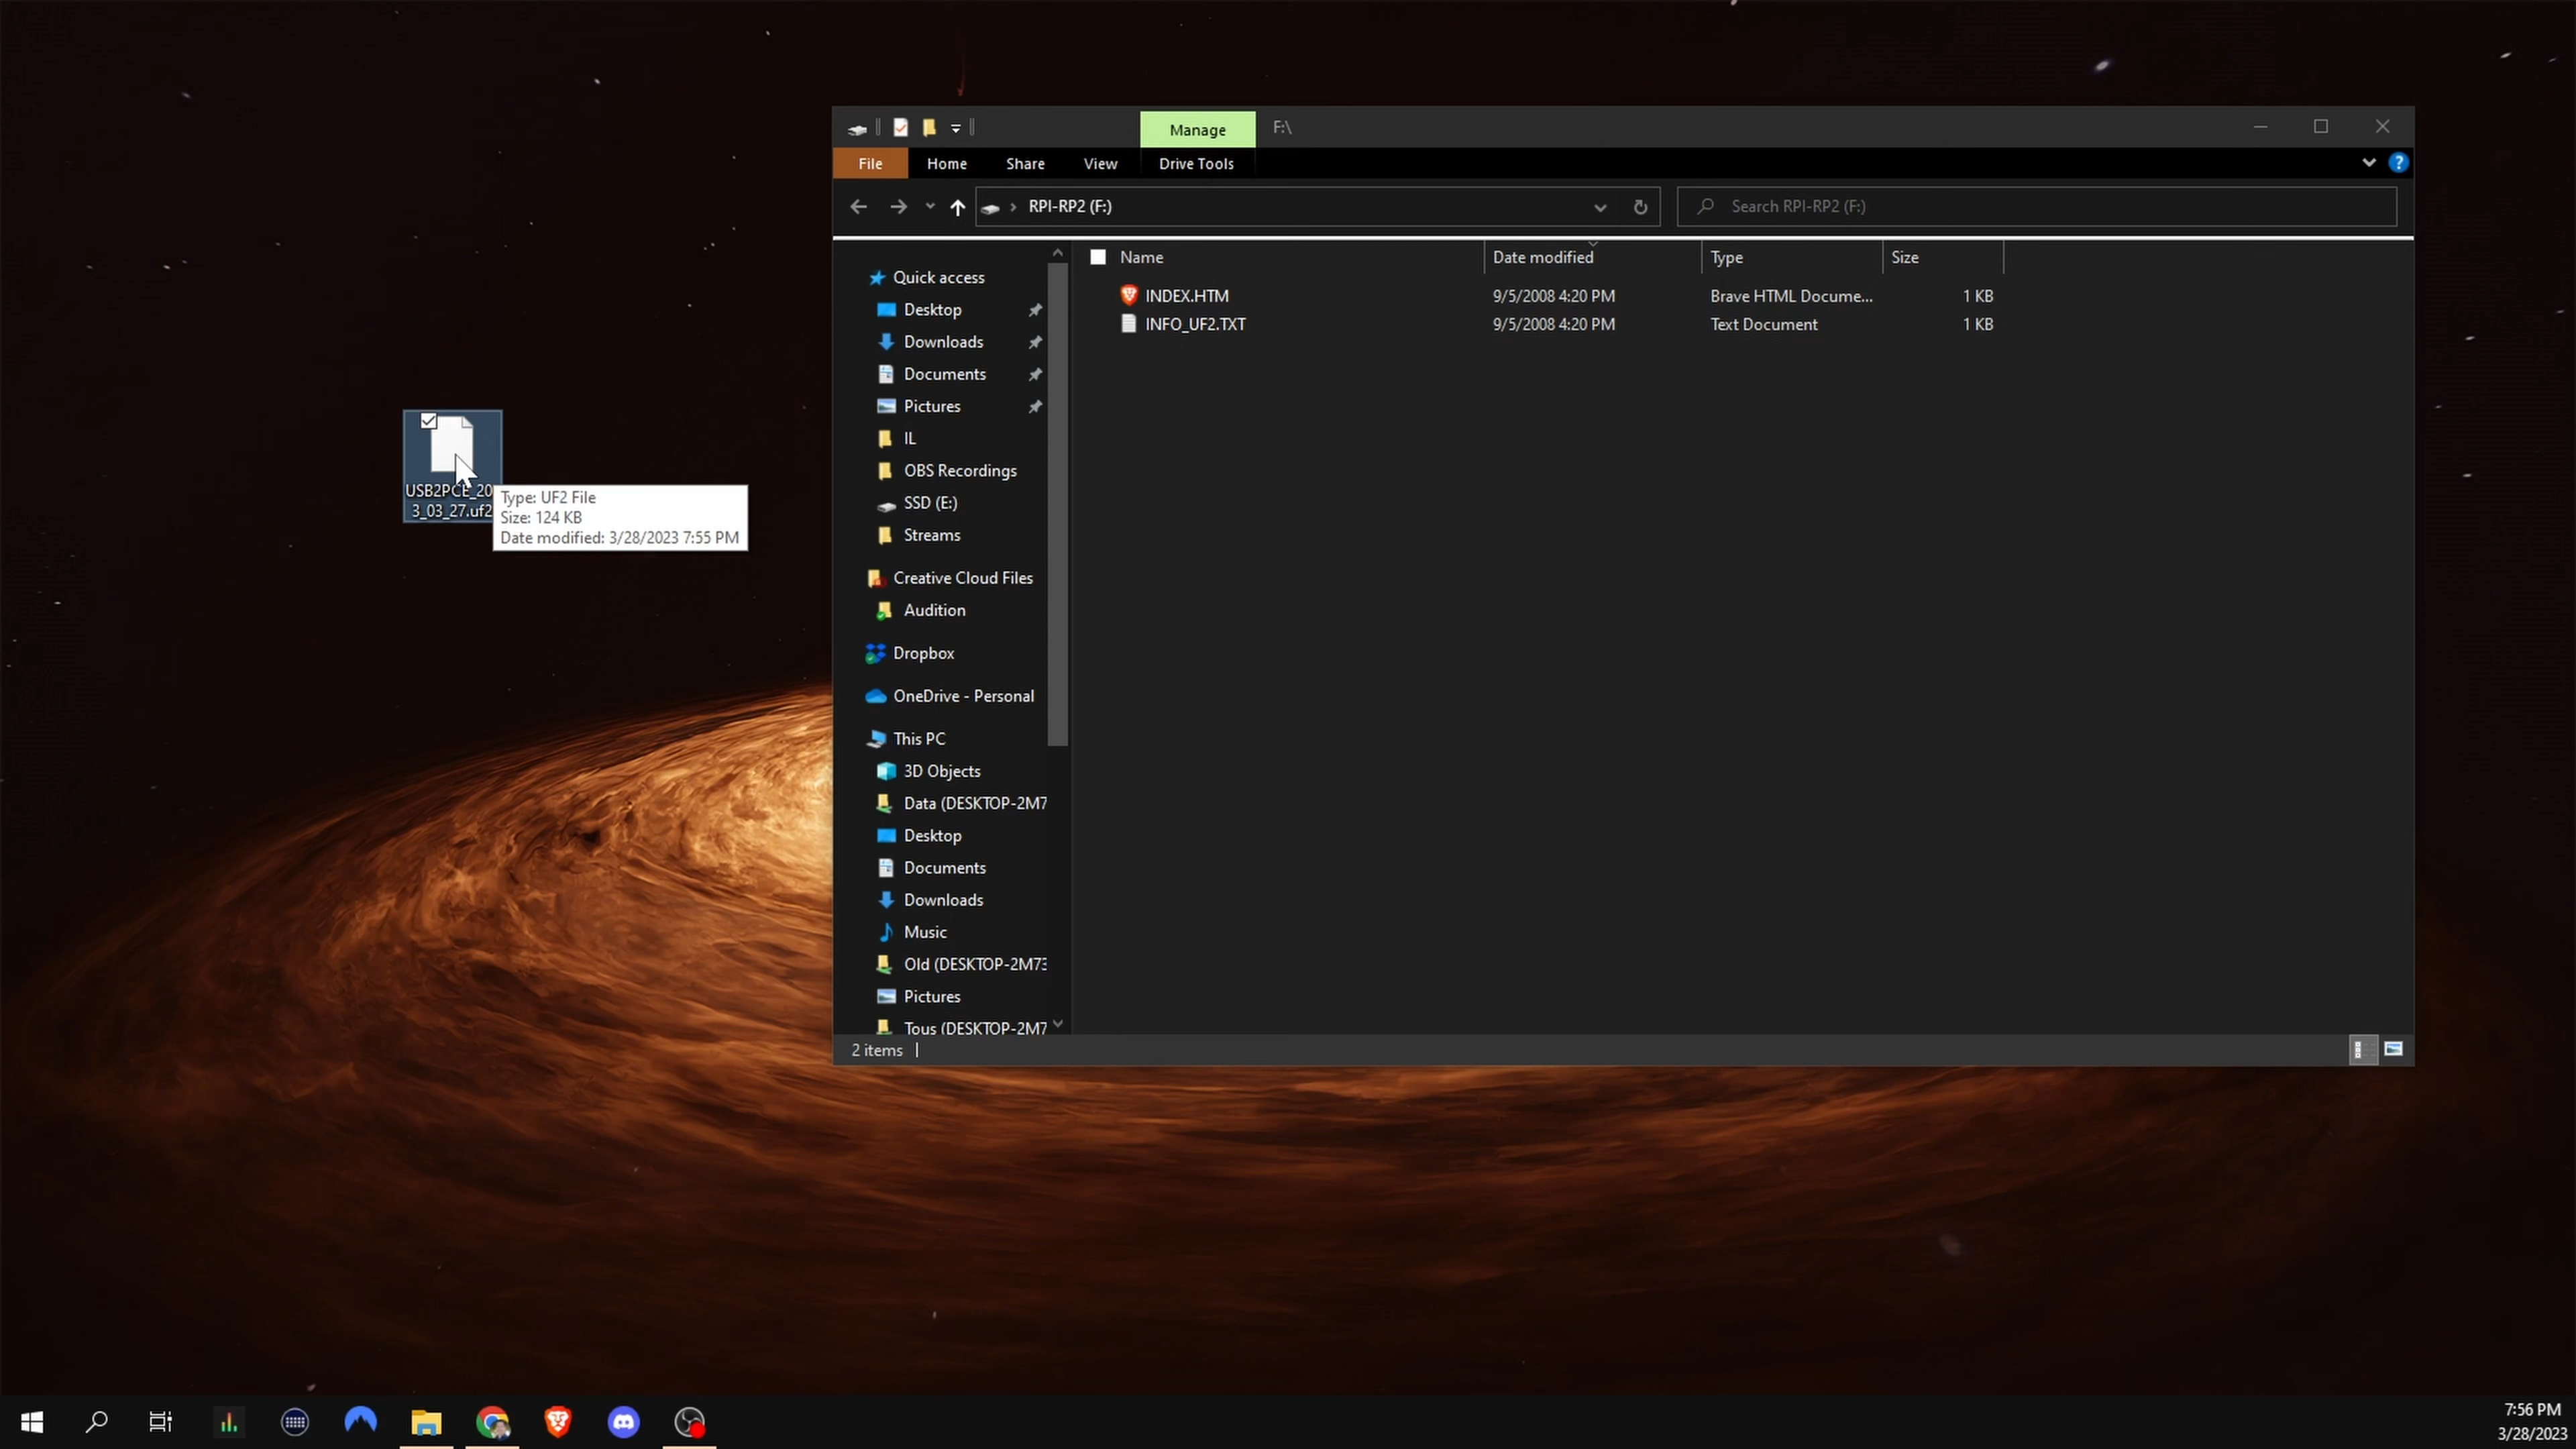 Manage
F:\
File
Home
Share
View
Drive Tools
RPI-RP2 (F:)
Search RPI-RP2 (F:)
Name
Date modified
Type
Size
INDEX.HTM
9/5/2008 4:20 PM
Brave HTML Docume...
1 KB
INFO_UF2.TXT
9/5/2008 4:20 PM
Text Document
1 KB
Quick access
Desktop
Downloads
Documents
Pictures
IL
OBS Recordings
SSD (E:)
Streams
Creative Cloud Files
Audition
Dropbox
OneDrive - Personal
This PC
3D Objects
Data (DESKTOP-2M7
Desktop
Documents
Downloads
Music
Old (DESKTOP-2M73
Pictures
Tous (DESKTOP-2M7
2 items
USB2PCE_20
3_03_27.uf2
Type: UF2 File
Size: 124 KB
Date modified: 3/28/2023 7:55 PM
7:56 PM
3/28/2023